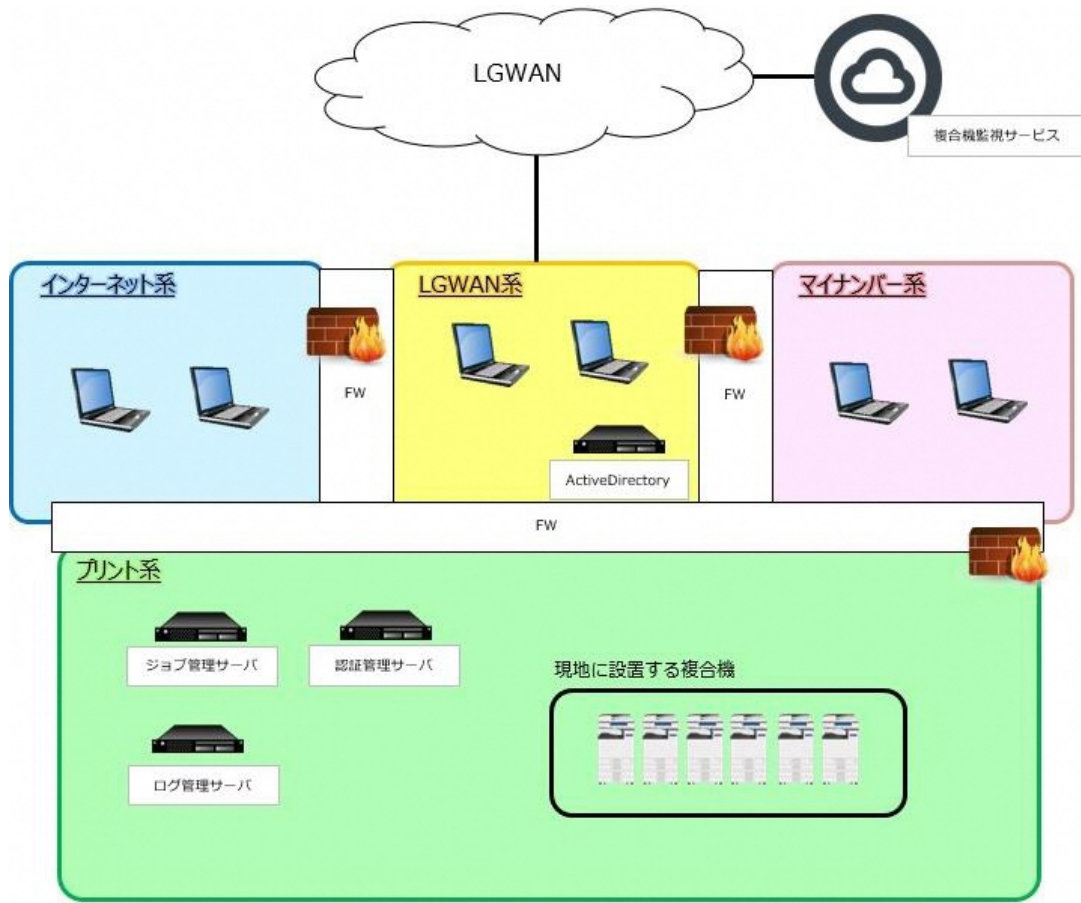 LGWAN
複合機監視サービス
インターネット系
LGWAN系
マイナンバー系
FW
FW
ActiveDirectory
FW
プリント系
ジョブ管理サーバ
認証管理サーバ
現地に設置する複合機
ログ管理サーバ